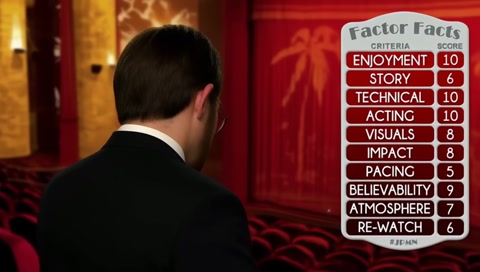 Factor Facts
CRITERIA SCORE
ENJOYMENT 10
STORY 6
TECHNICAL 10
ACTING 10
VISUALS 8
IMPACT 8
PACING 5
BELIEVABILITY 9
ATMOSPHERE 7
RE-WATCH 6
#JPMN